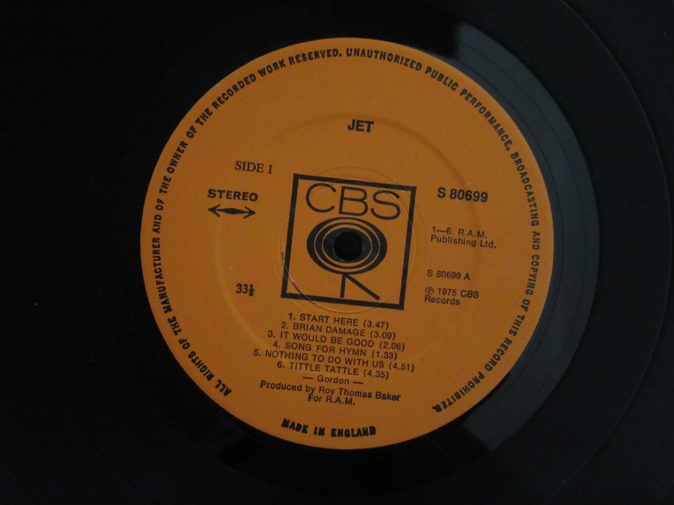 ALL RIGHTS OF THE MANUFACTURER AND OF THE OWNER OF THE RECORDED WORK RESERVED. UNAUTHORIZED PUBLIC PERFORMANCE, BROADCASTING AND COPYING OF THIS RECORD PROHIBITED.
JET
SIDE 1
STEREO
S 80699
CBS
1—6. R.A.M.
Publishing Ltd.
S 80699 A
33⅓
℗ 1975 CBS
Records
1. START HERE (3.47)
2. BRIAN DAMAGE (3.09)
3. IT WOULD BE GOOD (2.06)
4. SONG FOR HYMN (1.33)
5. NOTHING TO DO WITH US (4.51)
6. TITTLE TATTLE (4.35)
— Gordon —
Produced by Roy Thomas Baker
For R.A.M.
MADE IN ENGLAND